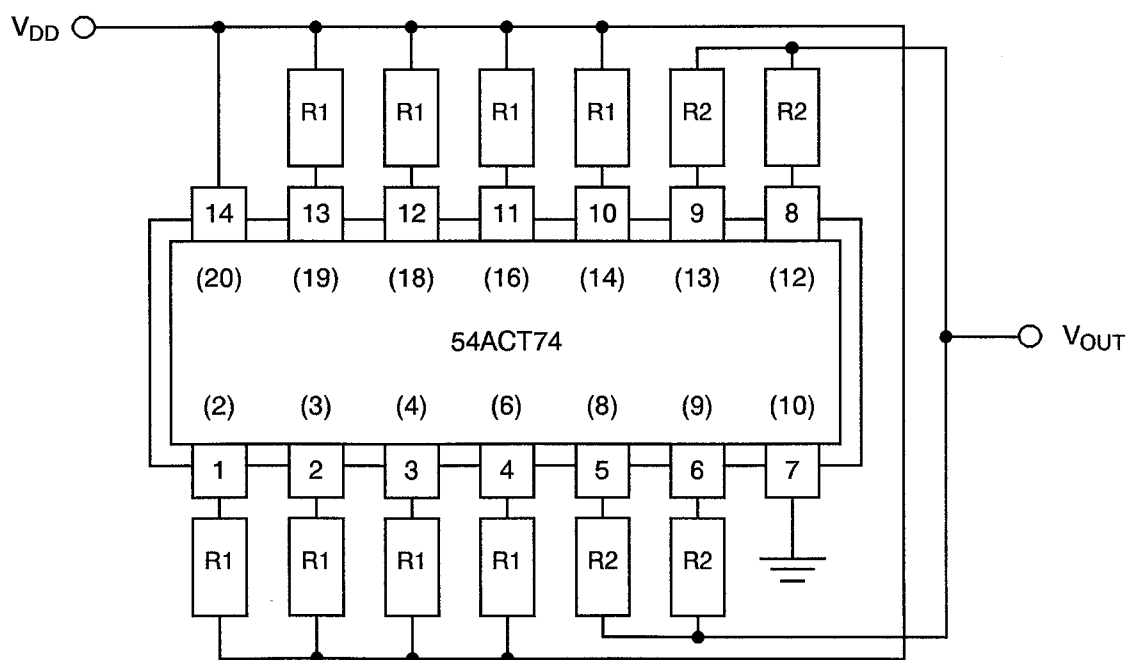 V_DD
R1 R1 R1 R1 R2 R2
14 13 12 11 10 9 8
(20) (19) (18) (16) (14) (13) (12)
54ACT74
V_OUT
(2) (3) (4) (6) (8) (9) (10)
1 2 3 4 5 6 7
R1 R1 R1 R1 R2 R2